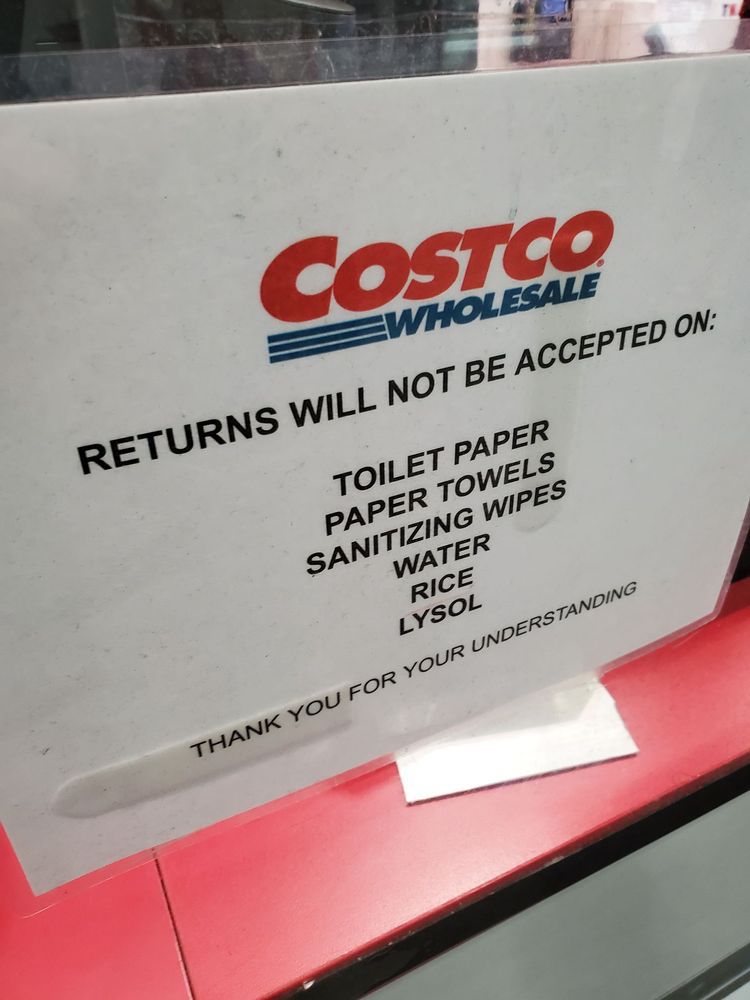 COSTCO
WHOLESALE
RETURNS WILL NOT BE ACCEPTED ON:
TOILET PAPER
PAPER TOWELS
SANITIZING WIPES
WATER
RICE
LYSOL
THANK YOU FOR YOUR UNDERSTANDING